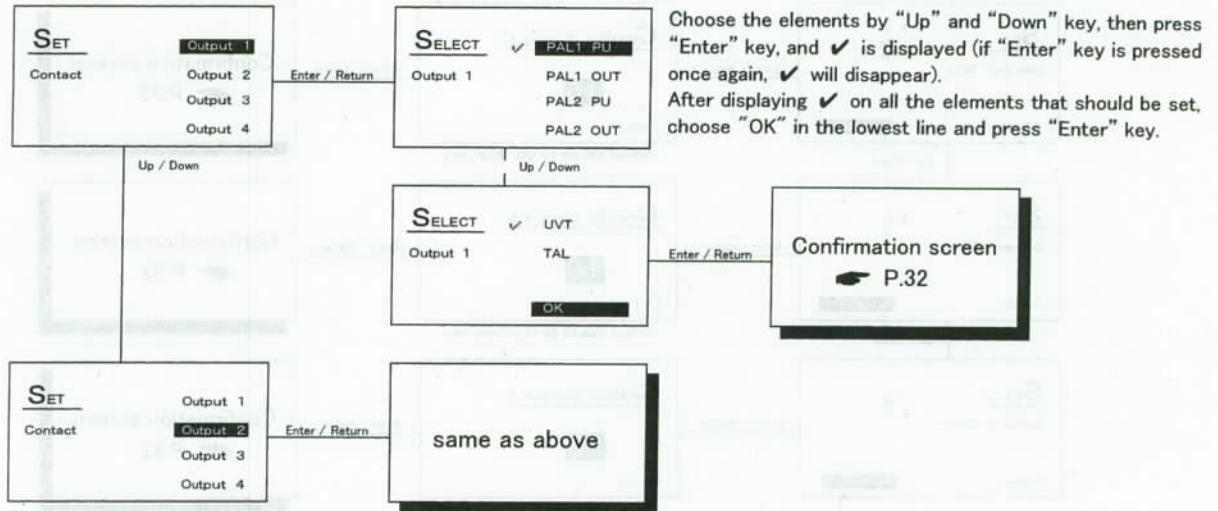 SET
Contact
Output 1
Output 2
Output 3
Output 4
Enter / Return
SELECT
Output 1
✓ PAL1 PU
PAL1 OUT
PAL2 PU
PAL2 OUT
Choose the elements by “Up” and “Down” key, then press
“Enter” key, and ✓ is displayed (if “Enter” key is pressed
once again, ✓ will disappear).
After displaying ✓ on all the elements that should be set,
choose "OK" in the lowest line and press “Enter” key.
Up / Down
Up / Down
SELECT
Output 1
✓ UVT
TAL
OK
Enter / Return
Confirmation screen
☛ P.32
SET
Contact
Output 1
Output 2
Output 3
Output 4
Enter / Return
same as above